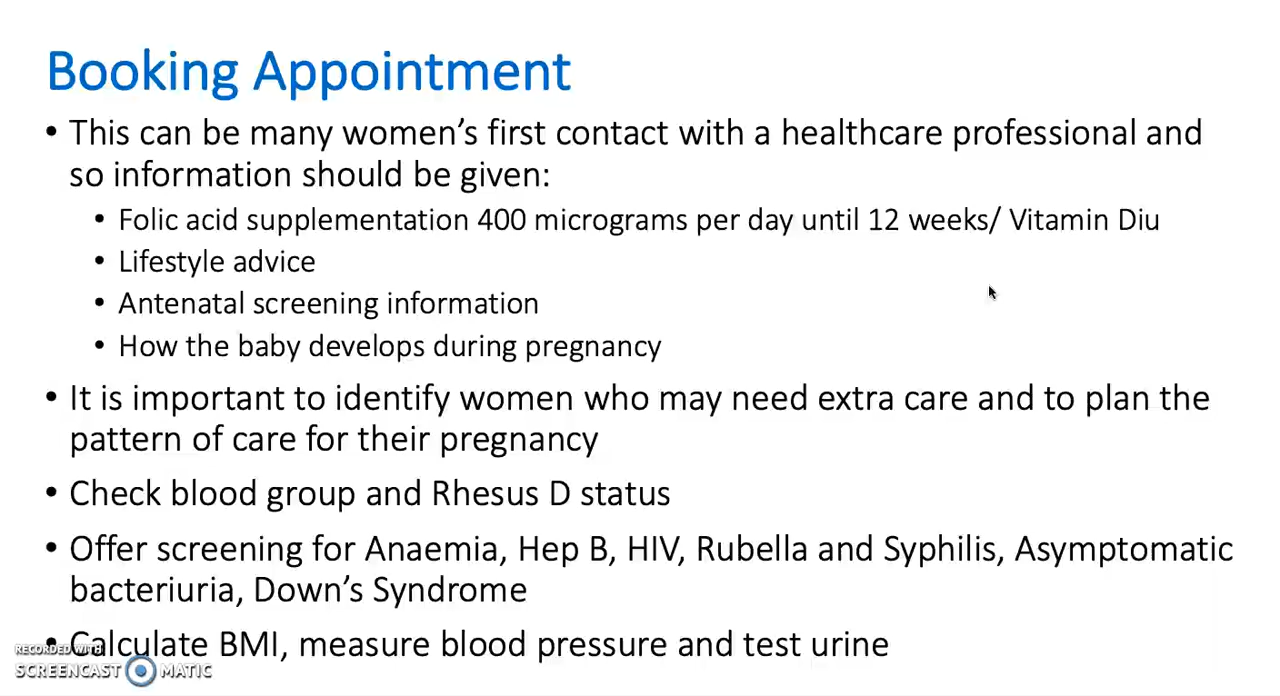 Booking Appointment
• This can be many women's first contact with a healthcare professional and
so information should be given:
• Folic acid supplementation 400 micrograms per day until 12 weeks/ Vitamin Diu
• Lifestyle advice
• Antenatal screening information
• How the baby develops during pregnancy
• It is important to identify women who may need extra care and to plan the
pattern of care for their pregnancy
• Check blood group and Rhesus D status
• Offer screening for Anaemia, Hep B, HIV, Rubella and Syphilis, Asymptomatic
bacteriuria, Down's Syndrome
• Calculate BMI, measure blood pressure and test urine
RECORDED WITH
SCREENCAST MATIC